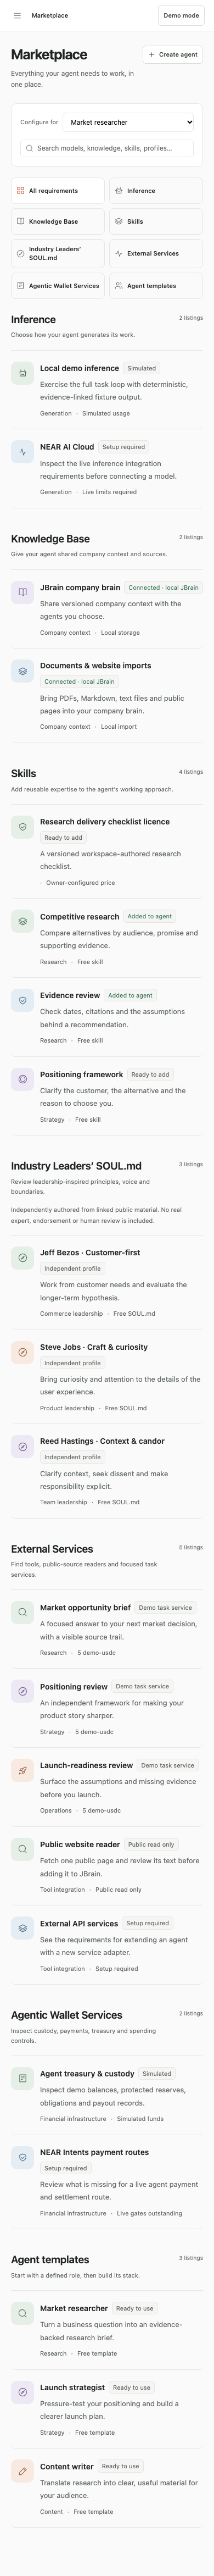 Marketplace
Demo mode
Marketplace
Create agent
Everything your agent needs to work, in
one place.
Configure for
Market researcher
Search models, knowledge, skills, profiles...
All requirements
Inference
Knowledge Base
Skills
Industry Leaders’
SOUL.md
External Services
Agentic Wallet Services
Agent templates
Inference
2 listings
Choose how your agent generates its work.
Local demo inference
Simulated
Exercise the full task loop with deterministic,
evidence-linked fixture output.
Generation · Simulated usage
NEAR AI Cloud
Setup required
Inspect the live inference integration
requirements before connecting a model.
Generation · Live limits required
Knowledge Base
2 listings
Give your agent shared company context and sources.
JBrain company brain
Connected · local JBrain
Share versioned company context with the
agents you choose.
Company context · Local storage
Documents & website imports
Connected · local JBrain
Bring PDFs, Markdown, text files and public
pages into your company brain.
Company context · Local import
Skills
4 listings
Add reusable expertise to the agent's working approach.
Research delivery checklist licence
Ready to add
A versioned workspace-authored research
checklist.
· Owner-configured price
Competitive research
Added to agent
Compare alternatives by audience, promise and
supporting evidence.
Research · Free skill
Evidence review
Added to agent
Check dates, citations and the assumptions
behind a recommendation.
Research · Free skill
Positioning framework
Ready to add
Clarify the customer, the alternative and the
reason to choose you.
Strategy · Free skill
Industry Leaders’ SOUL.md
3 listings
Review leadership-inspired principles, voice and
boundaries.
Independently authored from linked public material. No real
expert, endorsement or human review is included.
Jeff Bezos · Customer-first
Independent profile
Work from customer needs and evaluate the
longer-term hypothesis.
Commerce leadership · Free SOUL.md
Steve Jobs · Craft & curiosity
Independent profile
Bring curiosity and attention to the details of the
user experience.
Product leadership · Free SOUL.md
Reed Hastings · Context & candor
Independent profile
Clarify context, seek dissent and make
responsibility explicit.
Team leadership · Free SOUL.md
External Services
5 listings
Find tools, public-source readers and focused task
services.
Market opportunity brief
Demo task service
A focused answer to your next market decision,
with a visible source trail.
Research · 5 demo-usdc
Positioning review
Demo task service
An independent framework for making your
product story sharper.
Strategy · 5 demo-usdc
Launch-readiness review
Demo task service
Surface the assumptions and missing evidence
before you launch.
Operations · 5 demo-usdc
Public website reader
Public read only
Fetch one public page and review its text before
adding it to JBrain.
Tool integration · Public read only
External API services
Setup required
See the requirements for extending an agent
with a new service adapter.
Tool integration · Setup required
Agentic Wallet Services
2 listings
Inspect custody, payments, treasury and spending
controls.
Agent treasury & custody
Simulated
Inspect demo balances, protected reserves,
obligations and payout records.
Financial infrastructure · Simulated funds
NEAR Intents payment routes
Setup required
Review what is missing for a live agent payment
and settlement route.
Financial infrastructure · Live gates outstanding
Agent templates
3 listings
Start with a defined role, then build its stack.
Market researcher
Ready to use
Turn a business question into an evidence-
backed research brief.
Research · Free template
Launch strategist
Ready to use
Pressure-test your positioning and build a
clearer launch plan.
Strategy · Free template
Content writer
Ready to use
Translate research into clear, useful material for
your audience.
Content · Free template